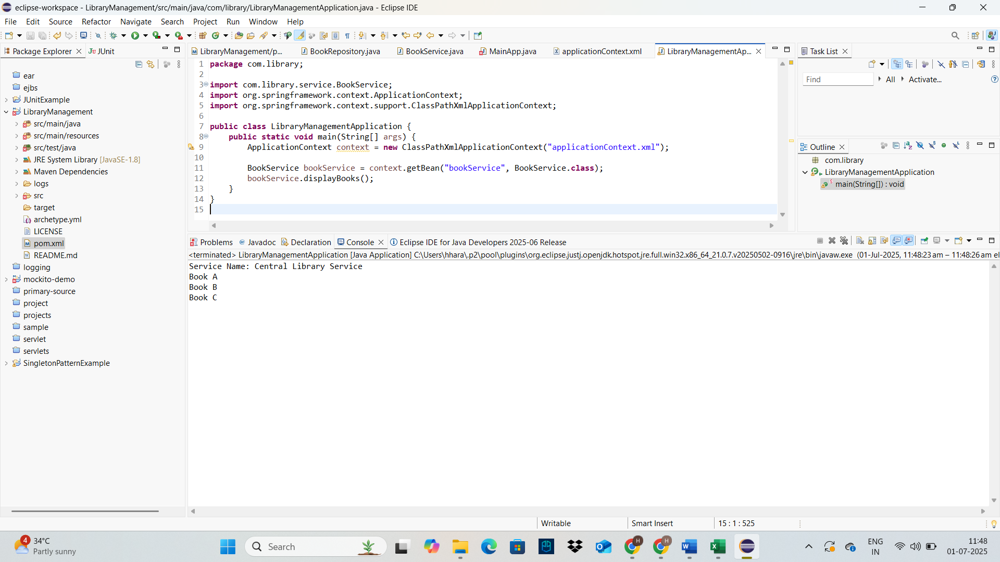 eclipse-workspace - LibraryManagement/src/main/java/com/library/LibraryManagementApplication.java - Eclipse IDE
File Edit Source Refactor Navigate Search Project Run Window Help
Package Explorer JUnit
ear
ejbs
JUnitExample
LibraryManagement
src/main/java
src/main/resources
src/test/java
JRE System Library [JavaSE-1.8]
Maven Dependencies
logs
src
target
archetype.yml
LICENSE
pom.xml
README.md
logging
mockito-demo
primary-source
project
projects
sample
servlet
servlets
SingletonPatternExample
LibraryManagement/p... BookRepository.java BookService.java MainApp.java applicationContext.xml LibraryManagementAp...
1 package com.library;
2
3 import com.library.service.BookService;
4 import org.springframework.context.ApplicationContext;
5 import org.springframework.context.support.ClassPathXmlApplicationContext;
6
7 public class LibraryManagementApplication {
8 public static void main(String[] args) {
9 ApplicationContext context = new ClassPathXmlApplicationContext("applicationContext.xml");
10
11 BookService bookService = context.getBean("bookService", BookService.class);
12 bookService.displayBooks();
13 }
14 }
15
Task List
Find All Activate...
Outline
com.library
LibraryManagementApplication
main(String[]) : void
Problems Javadoc Declaration Console Eclipse IDE for Java Developers 2025-06 Release
<terminated> LibraryManagementApplication [Java Application] C:\Users\hhara\.p2\pool\plugins\org.eclipse.justj.openjdk.hotspot.jre.full.win32.x86_64_21.0.7.v20250502-0916\jre\bin\javaw.exe (01-Jul-2025, 11:48:23 am – 11:48:26 am el
Service Name: Central Library Service
Book A
Book B
Book C
Writable Smart Insert 15 : 1 : 525
4
34°C
Partly sunny
Search
ENG
IN
11:48
01-07-2025